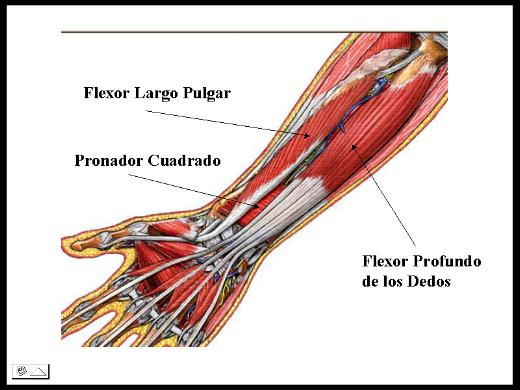 Flexor Largo Pulgar
Pronador Cuadrado
Flexor Profundo
de los Dedos